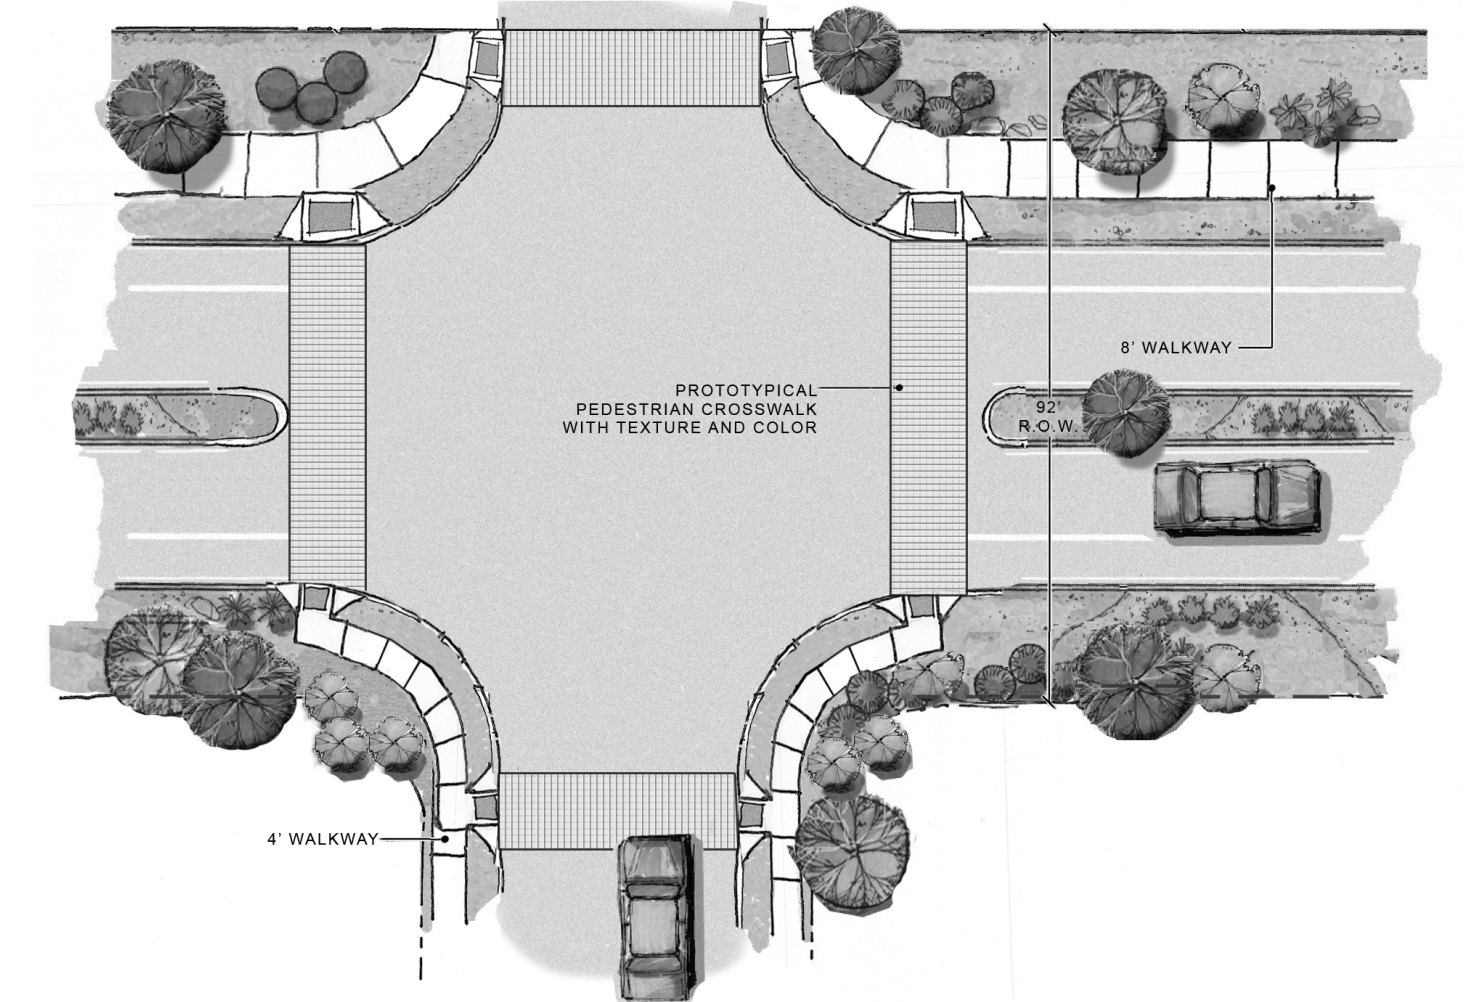 8’ WALKWAY
PROTOTYPICAL
PEDESTRIAN CROSSWALK
WITH TEXTURE AND COLOR
92'
R.O.W.
4’ WALKWAY